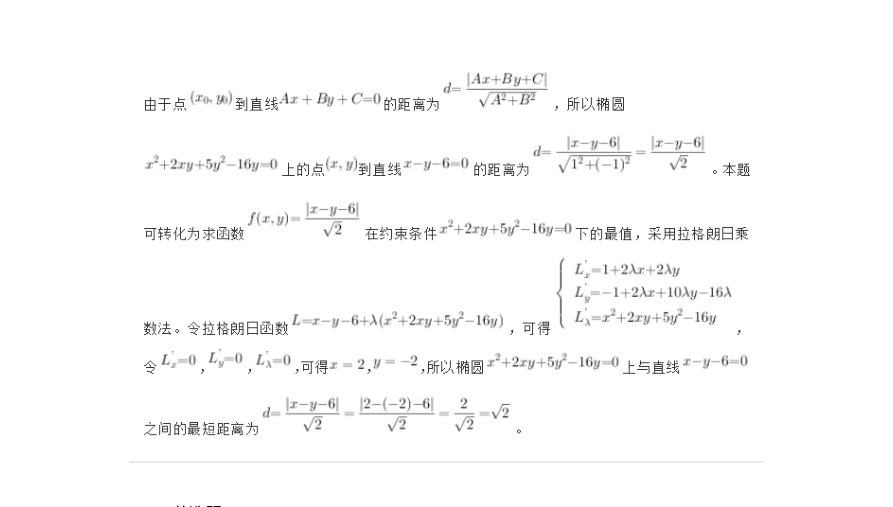 由于点 (x₀, y₀) 到直线 Ax + By + C=0 的距离为 d= |Ax+By+C| / √(A²+B²) ，所以椭圆
x²+2xy+5y²−16y=0 上的点(x, y)到直线 x−y−6=0 的距离为 d= |x−y−6| / √(1²+(−1)²) = |x−y−6| / √2 。本题
可转化为求函数 f(x, y)= |x−y−6| / √2 在约束条件 x²+2xy+5y²−16y=0 下的最值，采用拉格朗日乘
数法。令拉格朗日函数 L=x−y−6+λ(x²+2xy+5y²−16y) ，可得 { L'ₓ=1+2λx+2λy
L'_y=−1+2λx+10λy−16λ
L'_λ=x²+2xy+5y²−16y ，
令 L'ₓ=0 , L'_y=0 , L'_λ=0 ,可得 x = 2 , y = −2 ,所以椭圆 x²+2xy+5y²−16y=0 上与直线 x−y−6=0
之间的最短距离为 d= |x−y−6| / √2 = |2−(−2)−6| / √2 = 2 / √2 =√2 。